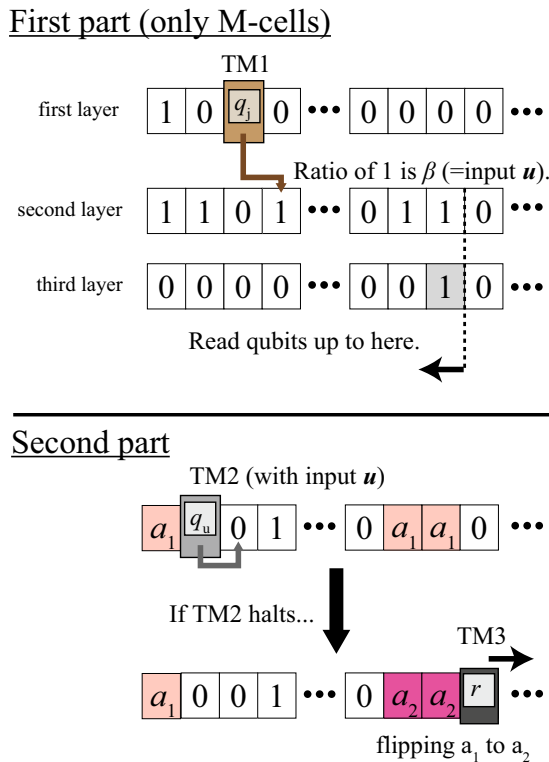 First part (only M-cells)
TM1
first layer 1 0 q_j 0 ••• 0 0 0 0 •••
Ratio of 1 is β (=input u).
second layer 1 1 0 1 ••• 0 1 1 0 •••
third layer 0 0 0 0 ••• 0 0 1 0 •••
Read qubits up to here.
Second part
TM2 (with input u)
a_1 q_u 0 1 ••• 0 a_1 a_1 0 •••
If TM2 halts...
TM3
a_1 0 0 1 ••• 0 a_2 a_2 r •••
flipping a_1 to a_2